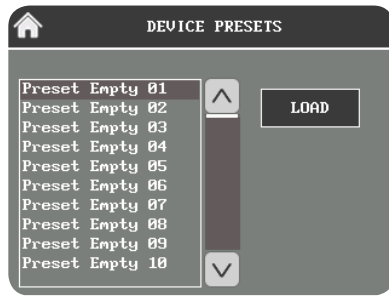 DEVICE PRESETS
Preset Empty 01
Preset Empty 02
Preset Empty 03
Preset Empty 04
Preset Empty 05
Preset Empty 06
Preset Empty 07
Preset Empty 08
Preset Empty 09
Preset Empty 10
LOAD